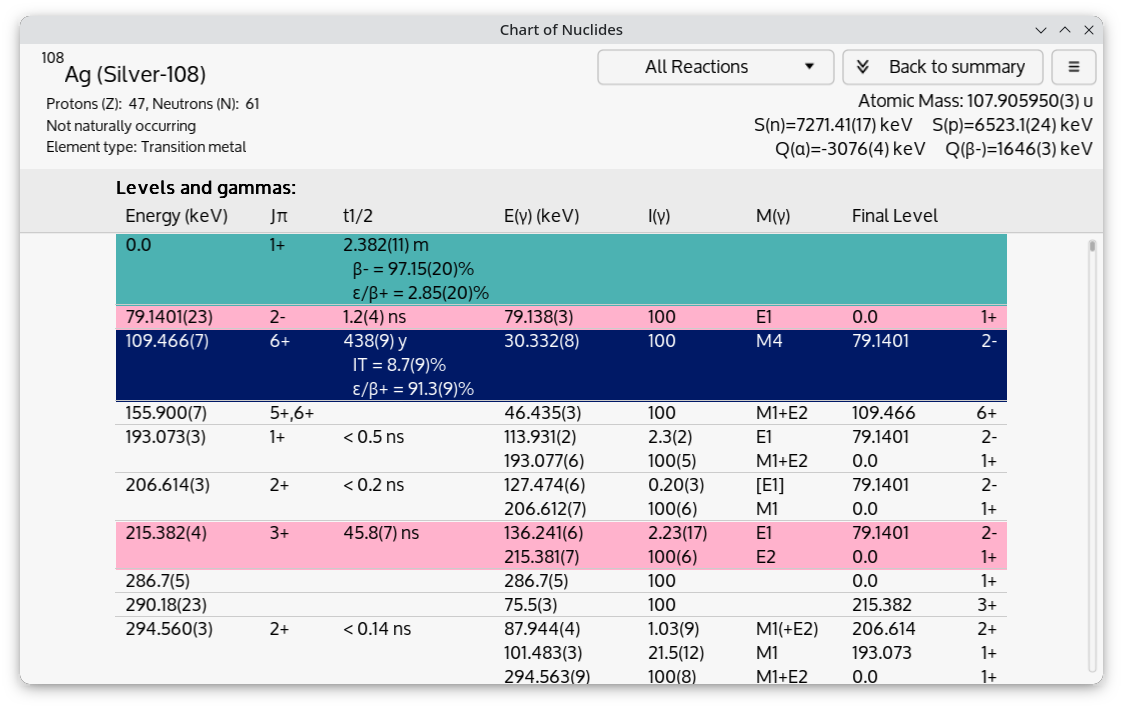 Chart of Nuclides
108Ag (Silver-108)
All Reactions
Back to summary
Protons (Z): 47, Neutrons (N): 61
Not naturally occurring
Element type: Transition metal
Atomic Mass: 107.905950(3) u
S(n)=7271.41(17) keV S(p)=6523.1(24) keV
Q(α)=-3076(4) keV Q(β-)=1646(3) keV
Levels and gammas:
Energy (keV) Jπ t1/2 E(γ) (keV) I(γ) M(γ) Final Level
0.0 1+ 2.382(11) m
β- = 97.15(20)%
ε/β+ = 2.85(20)%
79.1401(23) 2- 1.2(4) ns 79.138(3) 100 E1 0.0 1+
109.466(7) 6+ 438(9) y 30.332(8) 100 M4 79.1401 2-
IT = 8.7(9)%
ε/β+ = 91.3(9)%
155.900(7) 5+,6+ 46.435(3) 100 M1+E2 109.466 6+
193.073(3) 1+ < 0.5 ns 113.931(2) 2.3(2) E1 79.1401 2-
193.077(6) 100(5) M1+E2 0.0 1+
206.614(3) 2+ < 0.2 ns 127.474(6) 0.20(3) [E1] 79.1401 2-
206.612(7) 100(6) M1 0.0 1+
215.382(4) 3+ 45.8(7) ns 136.241(6) 2.23(17) E1 79.1401 2-
215.381(7) 100(6) E2 0.0 1+
286.7(5) 286.7(5) 100 0.0 1+
290.18(23) 75.5(3) 100 215.382 3+
294.560(3) 2+ < 0.14 ns 87.944(4) 1.03(9) M1(+E2) 206.614 2+
101.483(3) 21.5(12) M1 193.073 1+
294.563(9) 100(8) M1+E2 0.0 1+